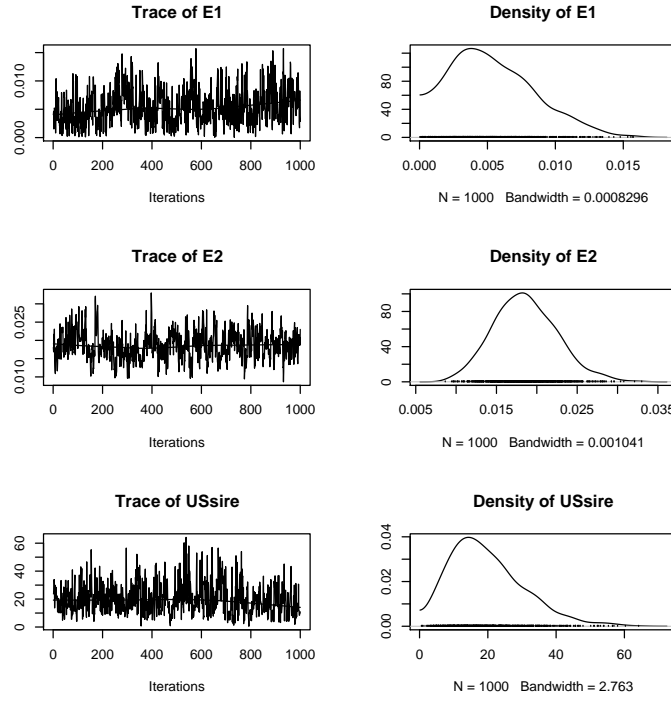 Trace of E1
0.000 0.010
0 200 400 600 800 1000
Iterations
Density of E1
0 40 80
0.000 0.005 0.010 0.015
N = 1000 Bandwidth = 0.0008296
Trace of E2
0.010 0.025
0 200 400 600 800 1000
Iterations
Density of E2
0 40 80
0.005 0.015 0.025 0.035
N = 1000 Bandwidth = 0.001041
Trace of USsire
0 20 40 60
0 200 400 600 800 1000
Iterations
Density of USsire
0.00 0.02 0.04
0 20 40 60
N = 1000 Bandwidth = 2.763